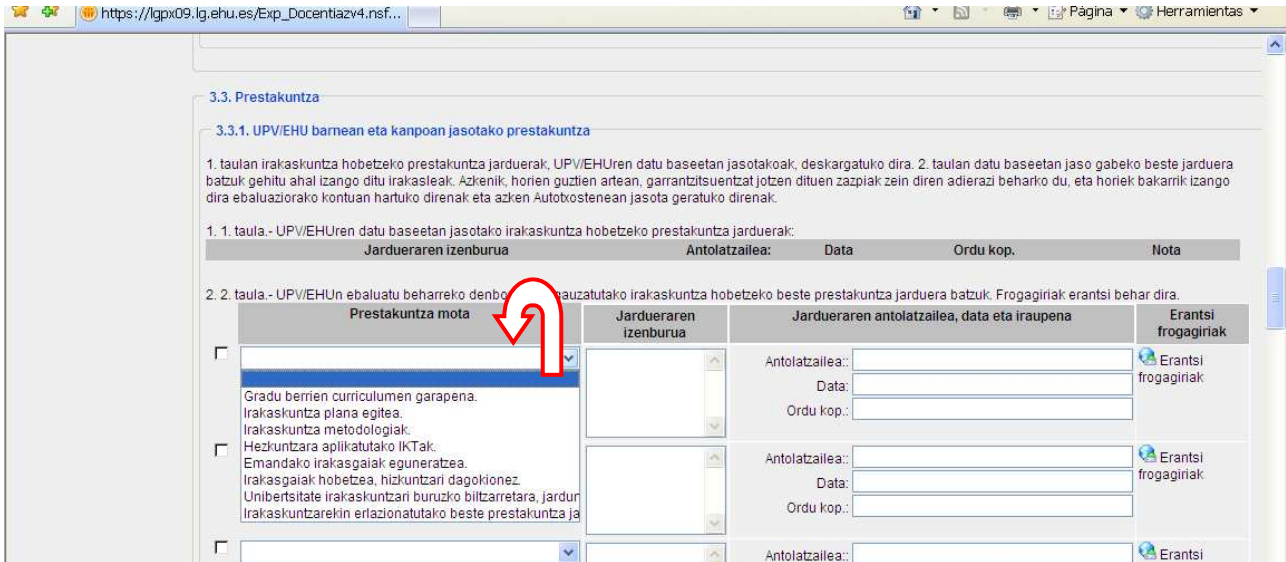 https://lgpx09.lg.ehu.es/Exp_Docentiazv4.nsf...
Página
Herramientas
3.3. Prestakuntza
3.3.1. UPV/EHU barnean eta kanpoan jasotako prestakuntza
1. taulan irakaskuntza hobetzeko prestakuntza jarduerak, UPV/EHUren datu baseetan jasotakoak, deskargatuko dira. 2. taulan datu baseetan jaso gabeko beste jarduera
batzuk gehitu ahal izango ditu irakasleak. Azkenik, horien guztien artean, garrantzitsuentzat jotzen dituen zazpiak zein diren adierazi beharko du, eta horiek bakarrik izango
dira ebaluaziorako kontuan hartuko direnak eta azken Autotxostenean jasota geratuko direnak.
1. 1. taula.- UPV/EHUren datu baseetan jasotako irakaskuntza hobetzeko prestakuntza jarduerak:
Jardueraren izenburua Antolatzailea: Data Ordu kop. Nota
2. 2. taula.- UPV/EHUn ebaluatu beharreko irakaskuntza hobetzeko beste prestakuntza jarduera batzuk. Frogagiriak erantsi behar dira.
Prestakuntza mota Jardueraren izenburua Jardueraren antolatzailea, data eta iraupena Erantsi frogagiriak
Antolatzailea:: Erantsi
Data: frogagiriak
Gradu berrien curriculumen garapena.
Irakaskuntza plana egitea. Ordu kop.:
Irakaskuntza metodologiak.
Hezkuntzara aplikatutako IKTak.
Emandako irakasgaiak eguneratzea. Antolatzailea:: Erantsi
Irakasgaiak hobetzea, hizkuntzari dagokionez. Data: frogagiriak
Unibertsitate irakaskuntzari buruzko biltzarretara, jardun
Irakaskuntzarekin erlazionatutako beste prestakuntza ja Ordu kop.:
Antolatzailea:: Erantsi